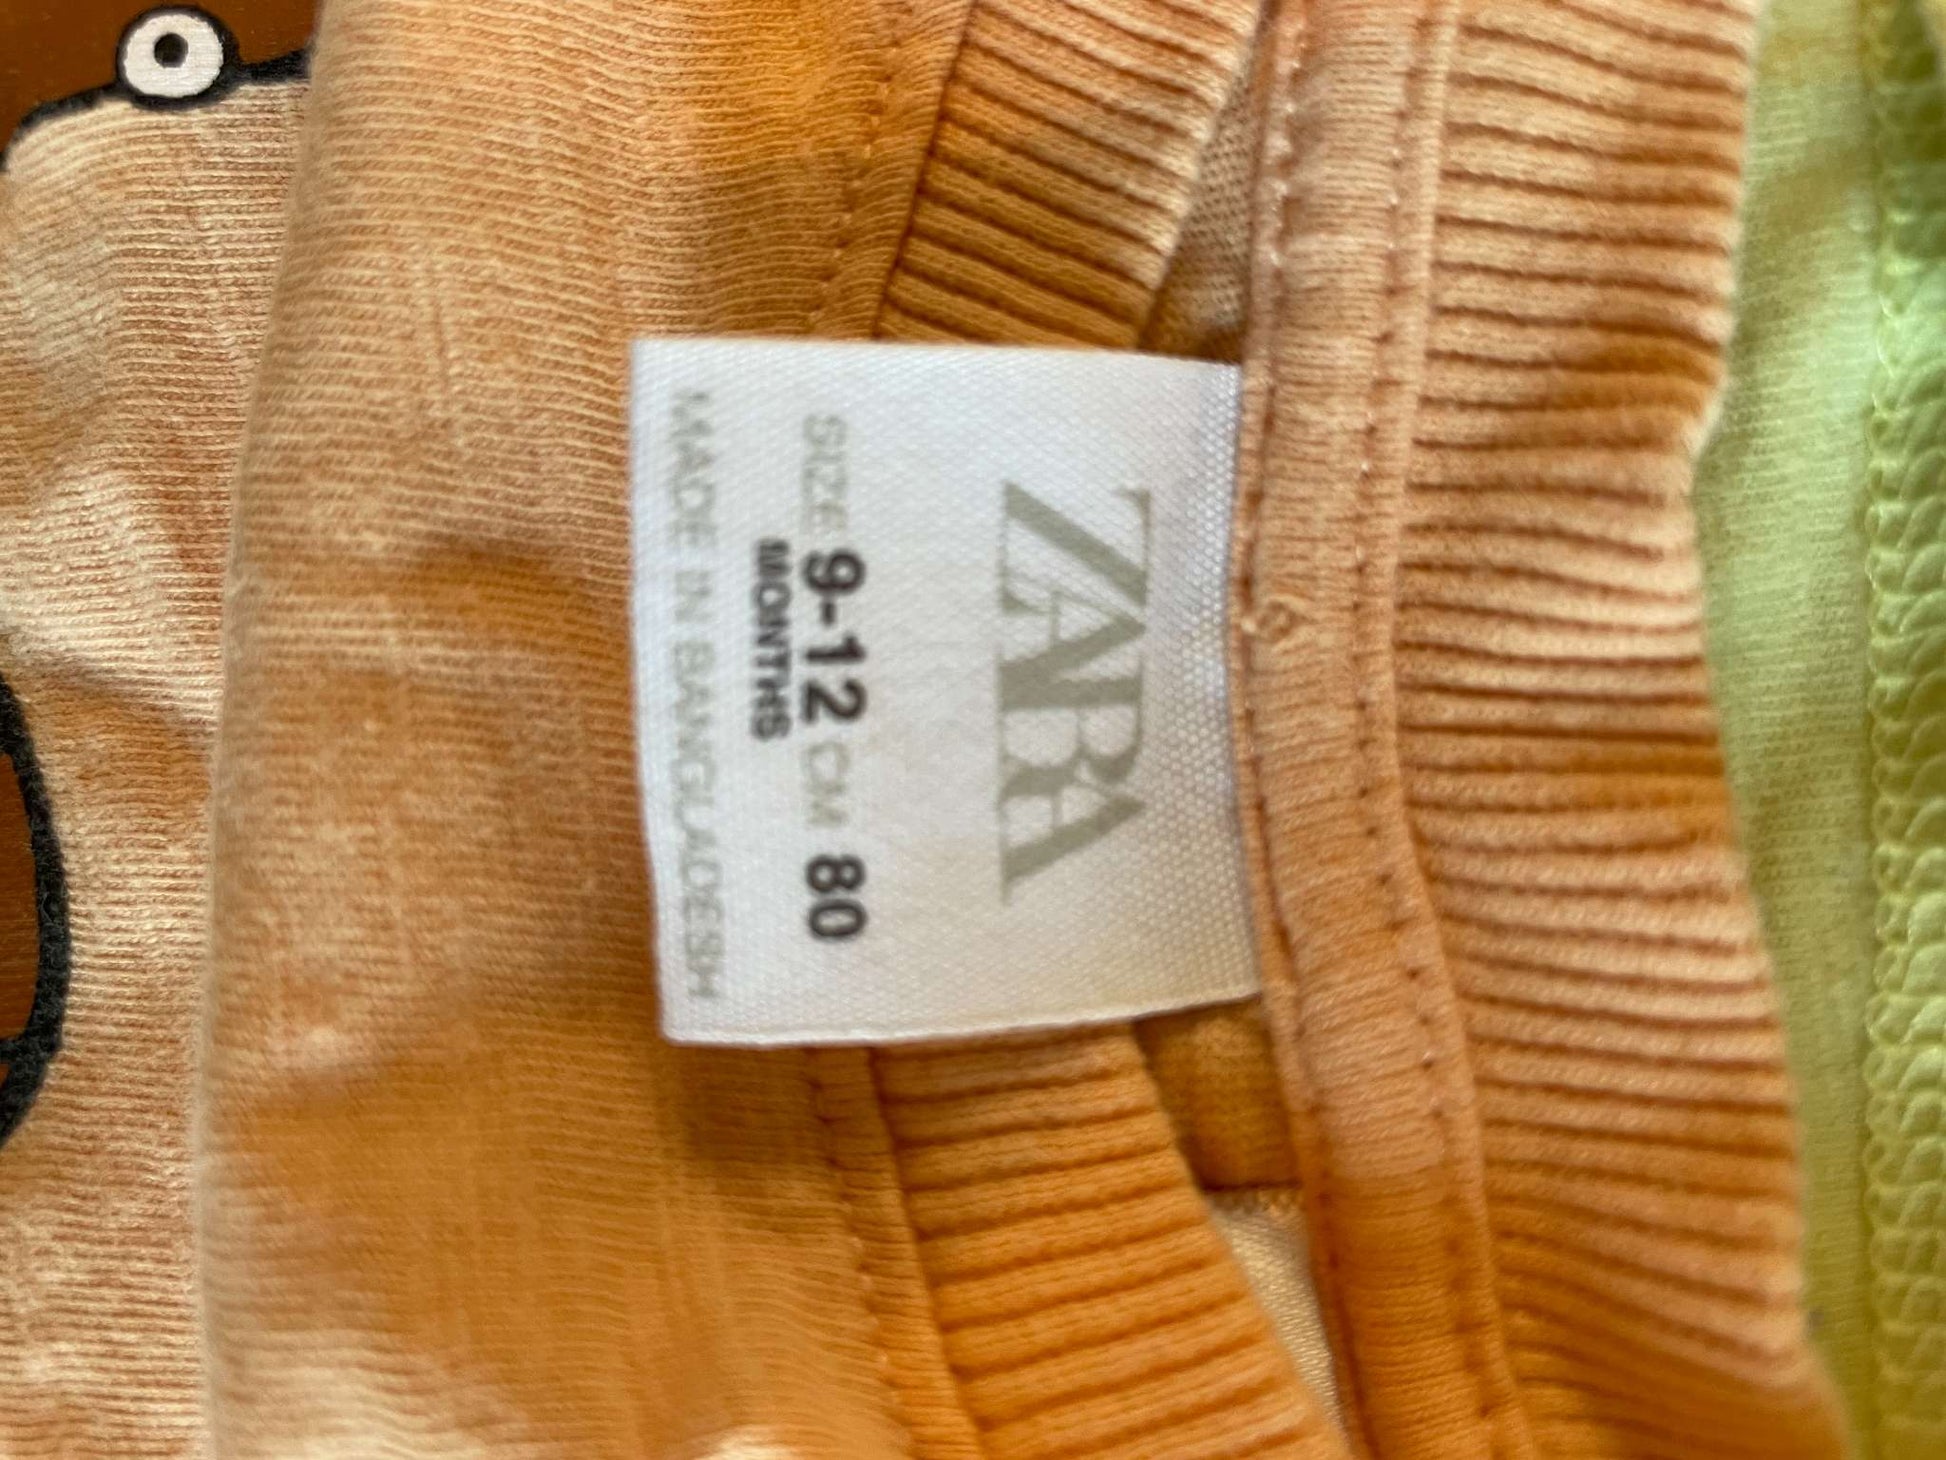 ZARA
SIZE 9-12 CM 80
MONTHS
MADE IN BANGLADESH